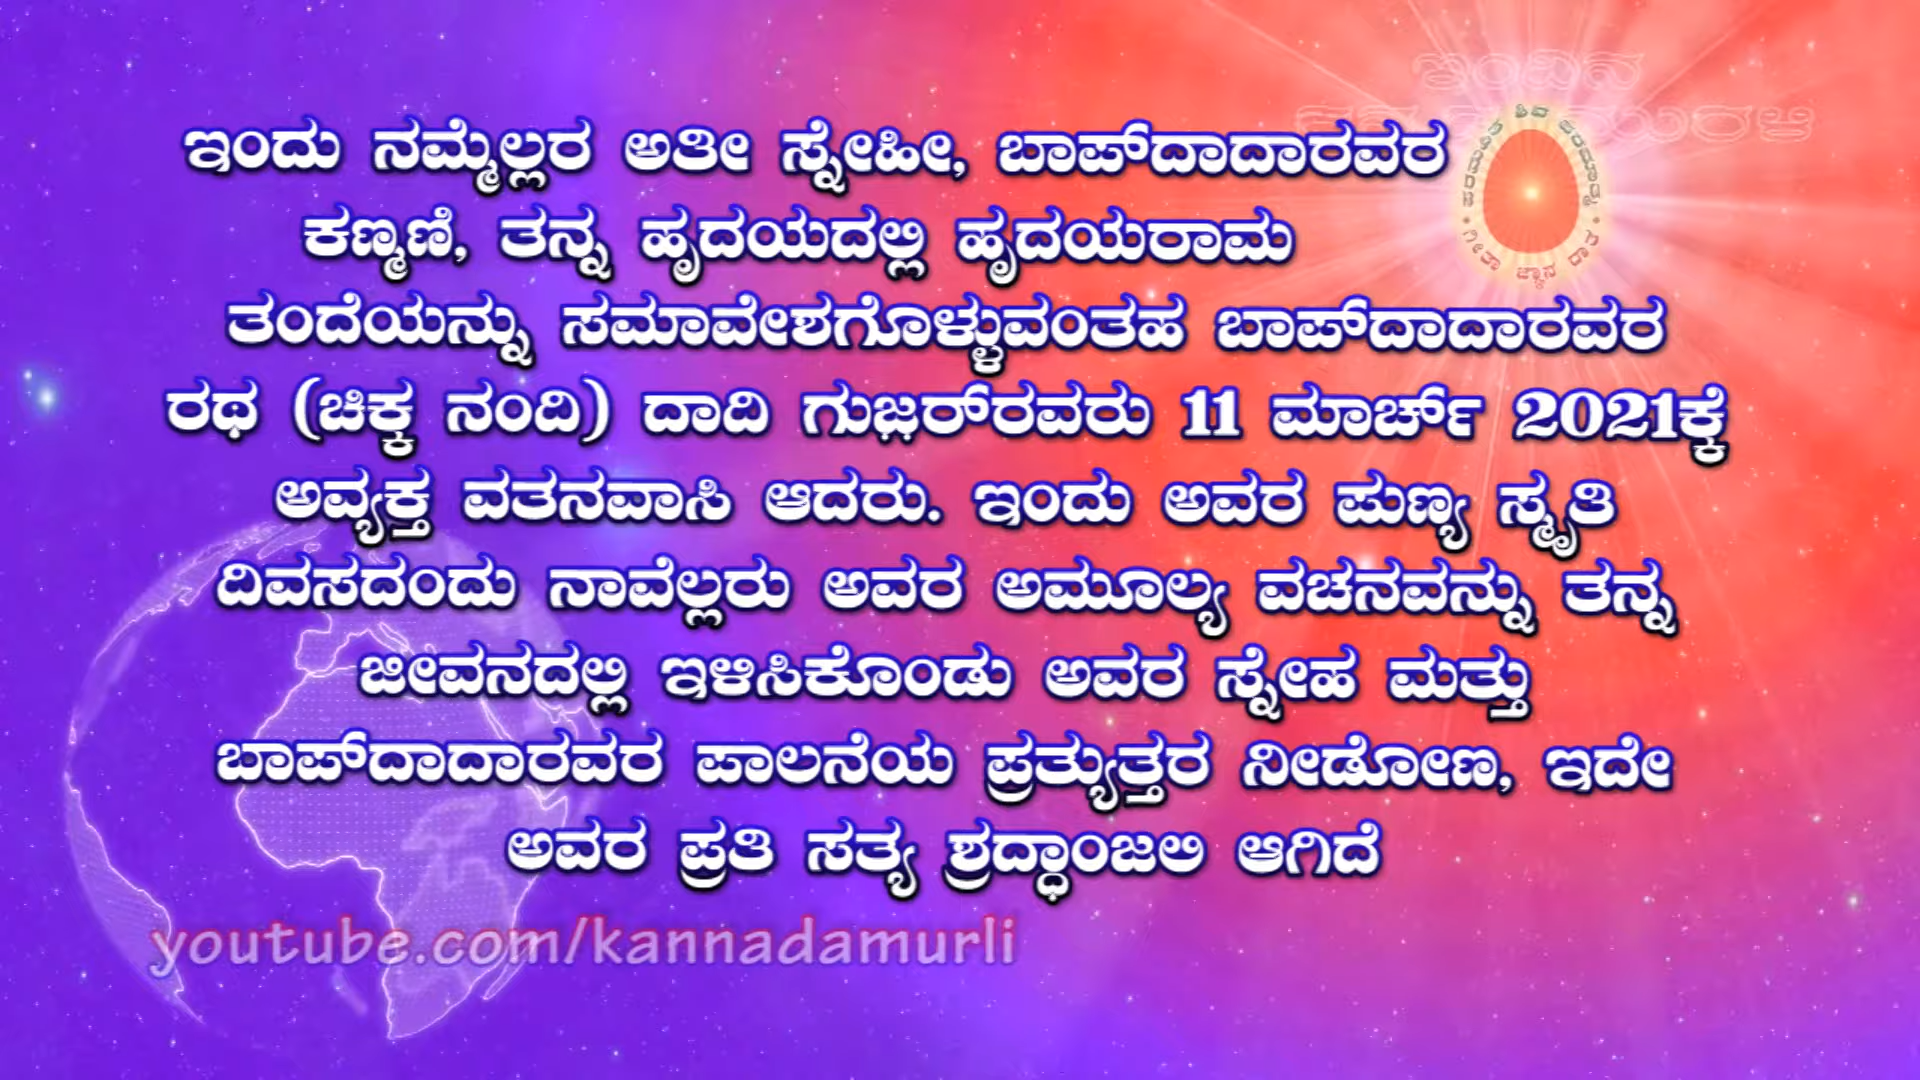 ಇಂದು ನಮ್ಮೆಲ್ಲರ ಅತೀ ಸ್ನೇಹೀ, ಬಾಪ್‌ದಾದಾರವರ
ಕಣ್ಮಣಿ, ತನ್ನ ಹೃದಯದಲ್ಲಿ ಹೃದಯರಾಮ
ತಂದೆಯನ್ನು ಸಮಾವೇಶಗೊಳ್ಳುವಂತಹ ಬಾಪ್‌ದಾದಾರವರ
ರಥ (ಚಿಕ್ಕ ನಂದಿ) ದಾದಿ ಗುಲ್ಜರ್‌ರವರು 11 ಮಾರ್ಚ್ 2021ಕ್ಕೆ
ಅವ್ಯಕ್ತ ವತನವಾಸಿ ಆದರು. ಇಂದು ಅವರ ಪುಣ್ಯ ಸ್ಮೃತಿ
ದಿವಸದಂದು ನಾವೆಲ್ಲರು ಅವರ ಅಮೂಲ್ಯ ವಚನವನ್ನು ತನ್ನ
ಜೀವನದಲ್ಲಿ ಇಳಿಸಿಕೊಂಡು ಅವರ ಸ್ನೇಹ ಮತ್ತು
ಬಾಪ್‌ದಾದಾರವರ ಪಾಲನೆಯ ಪ್ರತ್ಯುತ್ತರ ನೀಡೋಣ, ಇದೇ
ಅವರ ಪ್ರತಿ ಸತ್ಯ ಶ್ರದ್ಧಾಂಜಲಿ ಆಗಿದೆ
youtube.com/kannadamurli